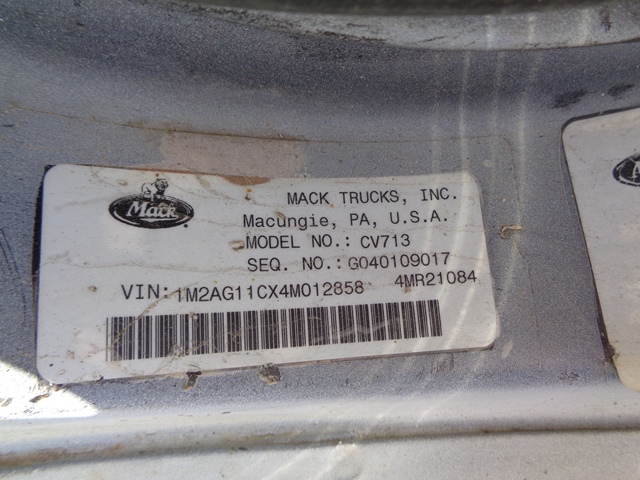 Mack
MACK TRUCKS, INC.
Macungie, PA, U.S.A.
MODEL NO.: CV713
SEQ. NO.: G040109017
VIN: 1M2AG11CX4M012858 4MR21084